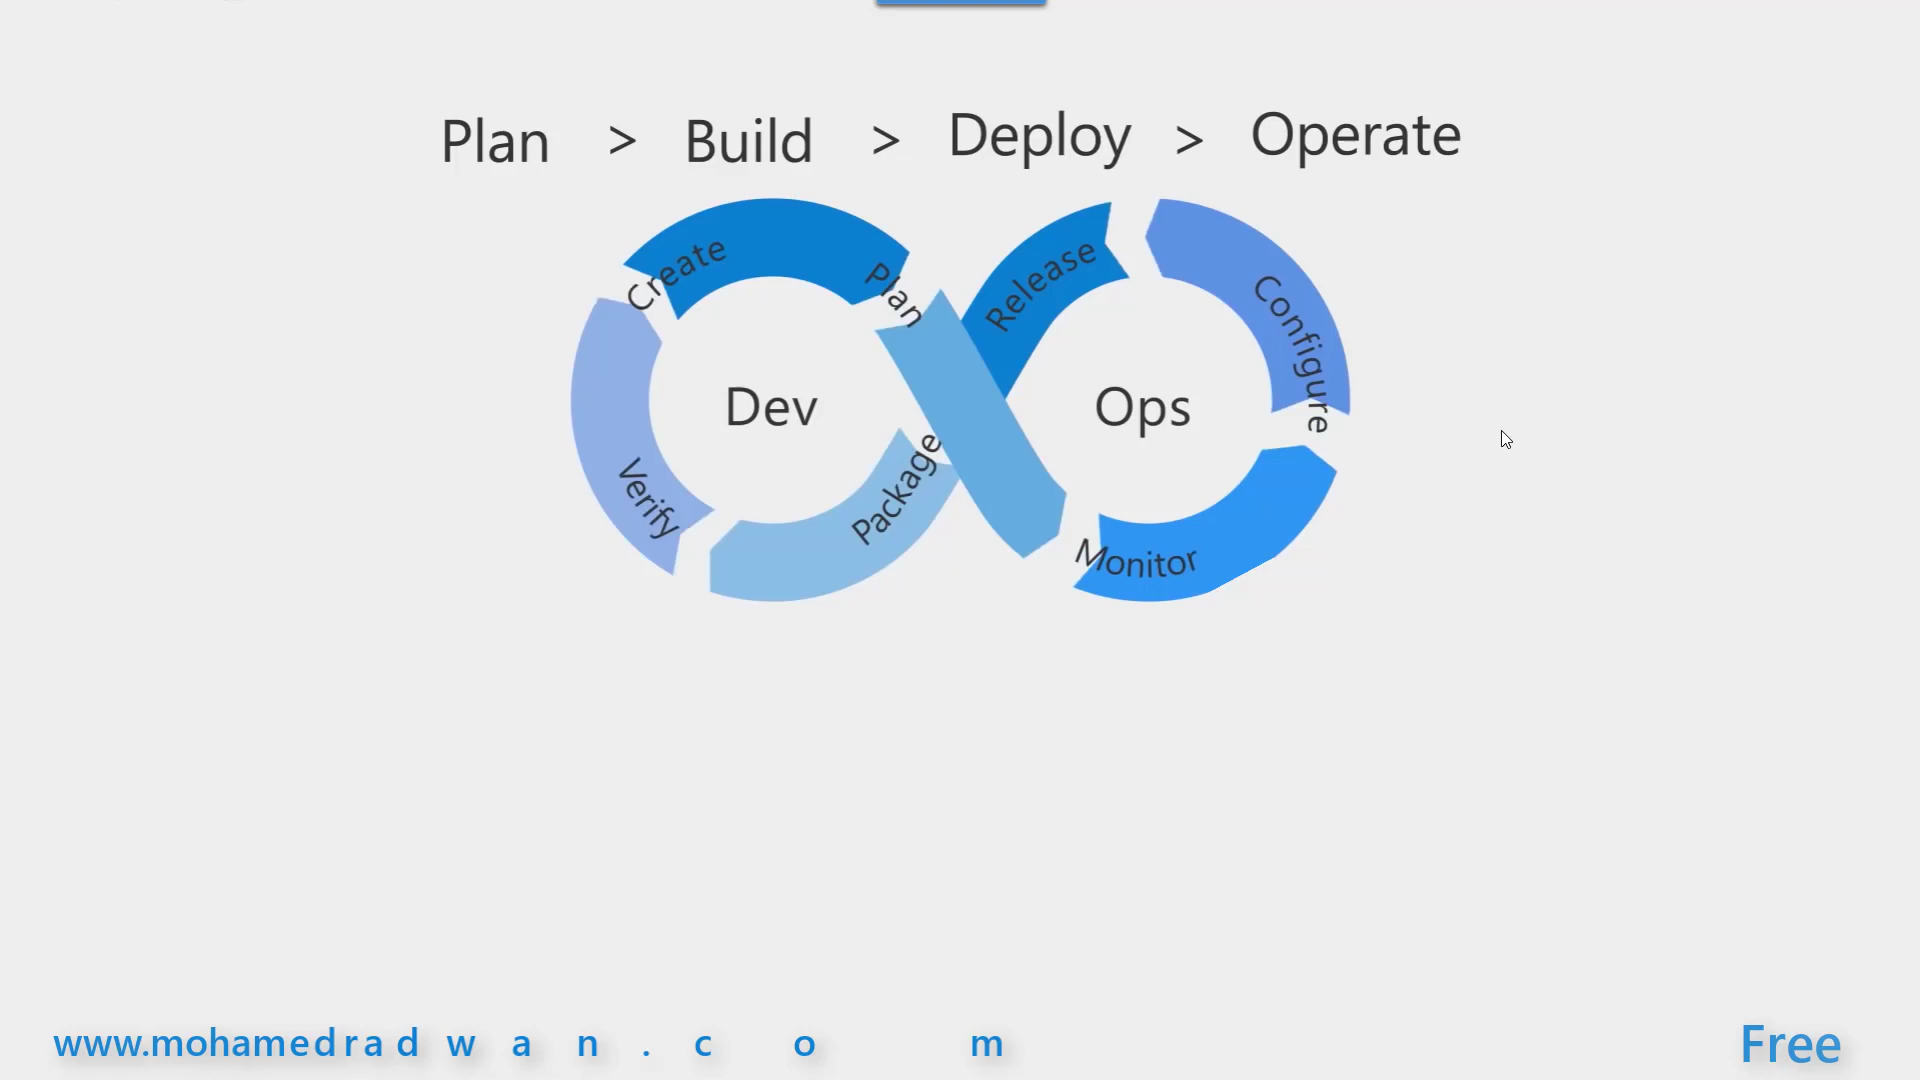 Plan > Build > Deploy > Operate
Create
Plan
Release
Configure
Dev
Ops
Verify
Package
Monitor
www.mohamedradwan.com
Free